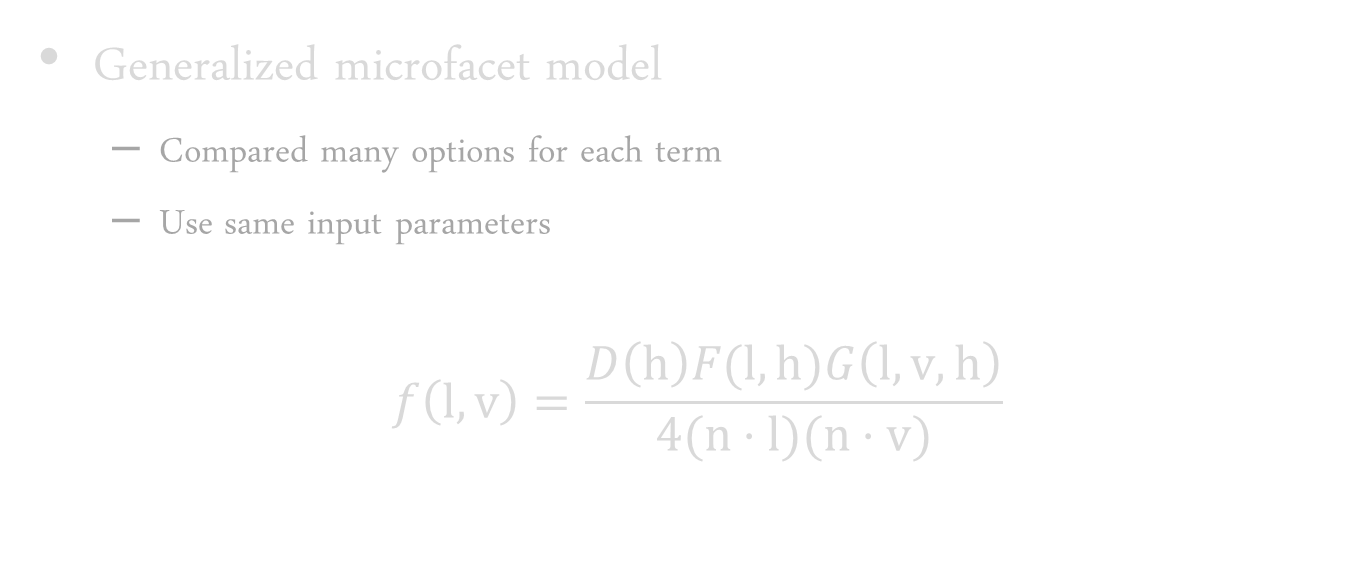 • Generalized microfacet model
– Compared many options for each term
– Use same input parameters
f(l, v) = D(h)F(l, h)G(l, v, h) / 4(n · l)(n · v)